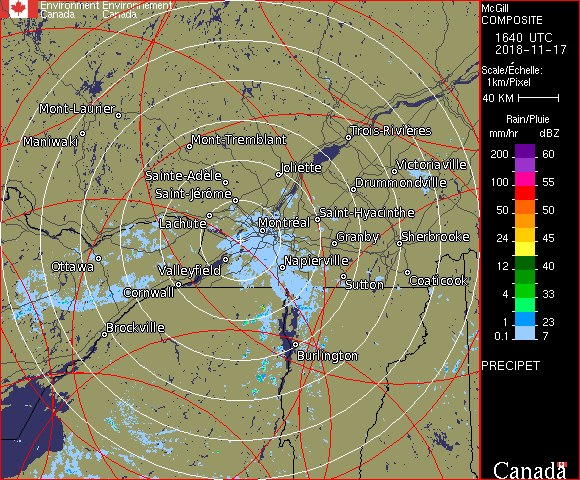 Environment Environnement
Canada Canada
McGill
COMPOSITE
1640 UTC
2018-11-17
Scale/Échelle:
1km/Pixel
40 KM
Rain/Pluie
mm/hr dBZ
200 60
100 55
50 50
24 45
12 40
4 33
1 23
0.1 7
PRECIPET
Canada
Mont-Laurier
Maniwaki
Mont-Tremblant
Trois-Rivières
Joliette
Victoriaville
Sainte-Adèle
Drummondville
Saint-Jérôme
Saint-Hyacinthe
Lachute
Montréal
Granby
Sherbrooke
Ottawa
Valleyfield
Napierville
Cornwall
Sutton
Coaticook
Brockville
Burlington